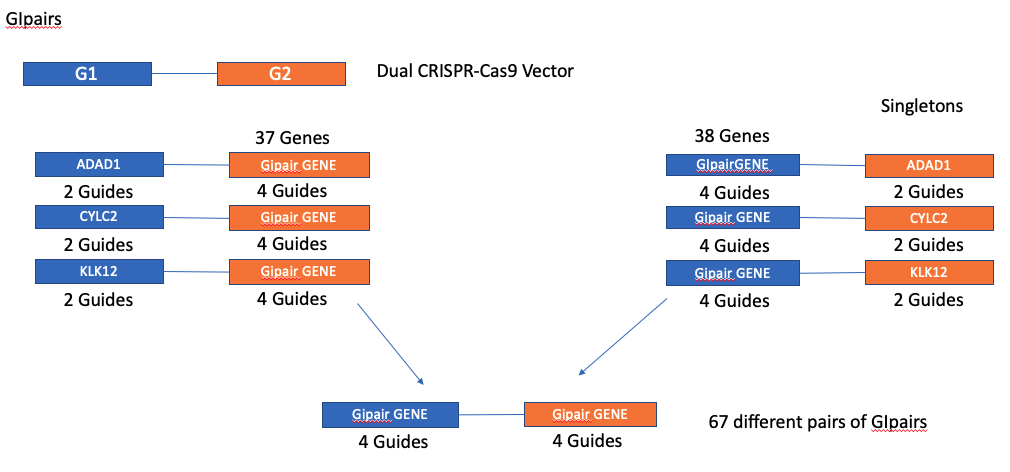 GIpairs
G1 G2 Dual CRISPR-Cas9 Vector
Singletons
37 Genes 38 Genes
ADAD1 Gipair GENE GIpairGENE ADAD1
2 Guides 4 Guides 4 Guides 2 Guides
CYLC2 Gipair GENE Gipair GENE CYLC2
2 Guides 4 Guides 4 Guides 2 Guides
KLK12 Gipair GENE Gipair GENE KLK12
2 Guides 4 Guides 4 Guides 2 Guides
Gipair GENE Gipair GENE 67 different pairs of GIpairs
4 Guides 4 Guides